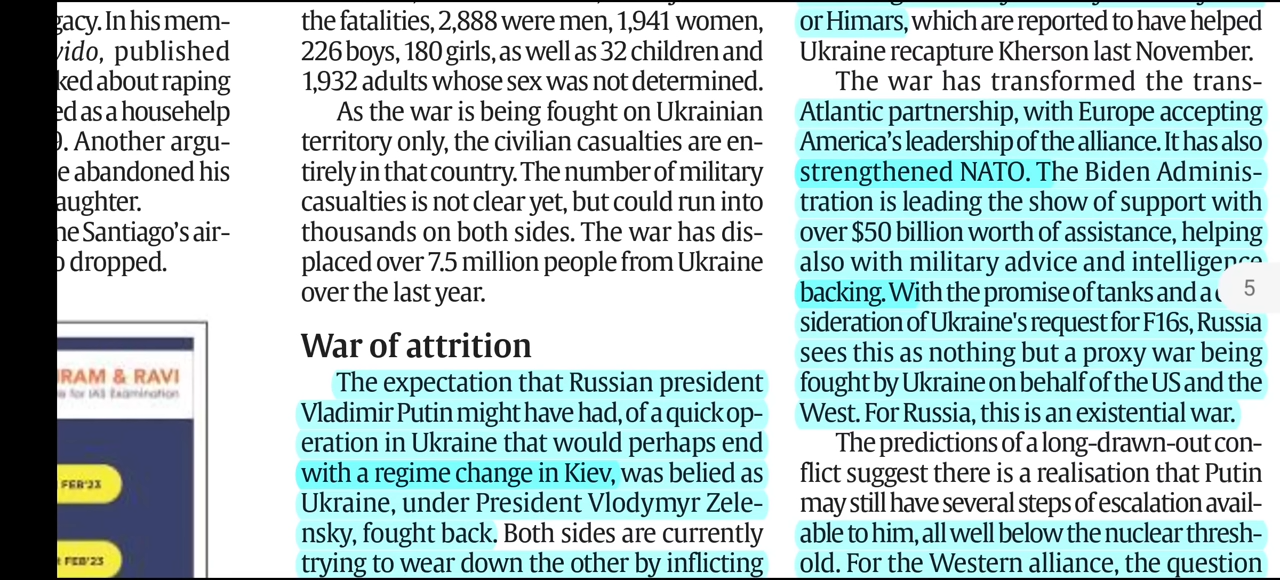 gacy. In his mem-
vido, published
ked about raping
ed as a househelp
9. Another argu-
e abandoned his
aughter.
ne Santiago's air-
o dropped.
RAM & RAVI
e for IAS Examination
FEB'23
FEB'23
the fatalities, 2,888 were men, 1,941 women,
226 boys, 180 girls, as well as 32 children and
1,932 adults whose sex was not determined.
As the war is being fought on Ukrainian
territory only, the civilian casualties are en-
tirely in that country. The number of military
casualties is not clear yet, but could run into
thousands on both sides. The war has dis-
placed over 7.5 million people from Ukraine
over the last year.
War of attrition
The expectation that Russian president
Vladimir Putin might have had, of a quick op-
eration in Ukraine that would perhaps end
with a regime change in Kiev, was belied as
Ukraine, under President Vlodymyr Zele-
nsky, fought back. Both sides are currently
trying to wear down the other by inflicting
or Himars, which are reported to have helped
Ukraine recapture Kherson last November.
The war has transformed the trans-
Atlantic partnership, with Europe accepting
America's leadership of the alliance. It has also
strengthened NATO. The Biden Adminis-
tration is leading the show of support with
over $50 billion worth of assistance, helping
also with military advice and intelligence
backing. With the promise of tanks and a
sideration of Ukraine's request for F16s, Russia
sees this as nothing but a proxy war being
fought by Ukraine on behalf of the US and the
West. For Russia, this is an existential war.
The predictions of a long-drawn-out con-
flict suggest there is a realisation that Putin
may still have several steps of escalation avail-
able to him, all well below the nuclear thresh-
old. For the Western alliance, the question
5